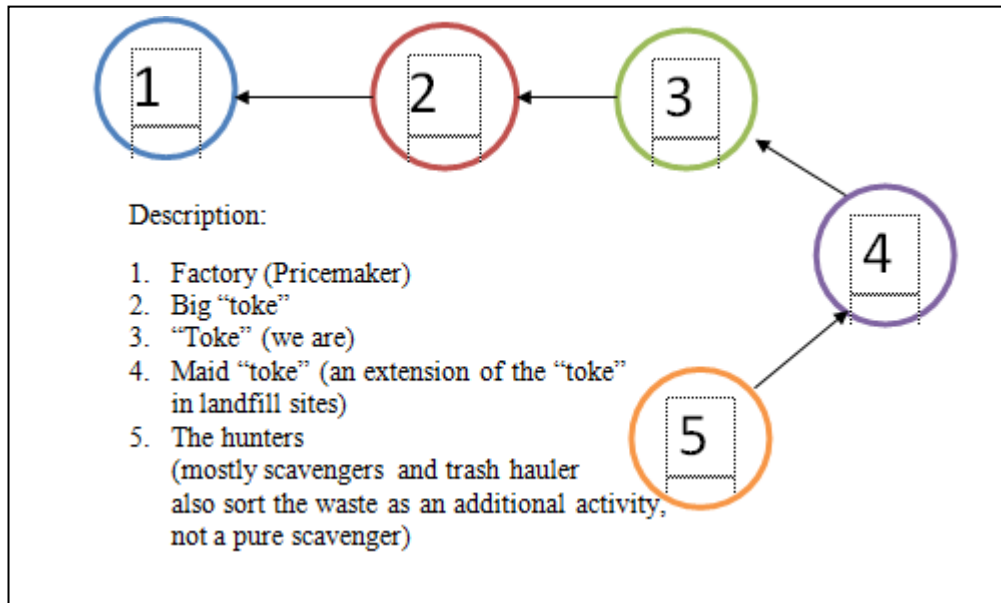 1
2
3
4
5
Description:
1. Factory (Pricemaker)
2. Big “toke”
3. “Toke” (we are)
4. Maid “toke” (an extension of the “toke”
in landfill sites)
5. The hunters
(mostly scavengers and trash hauler
also sort the waste as an additional activity,
not a pure scavenger)